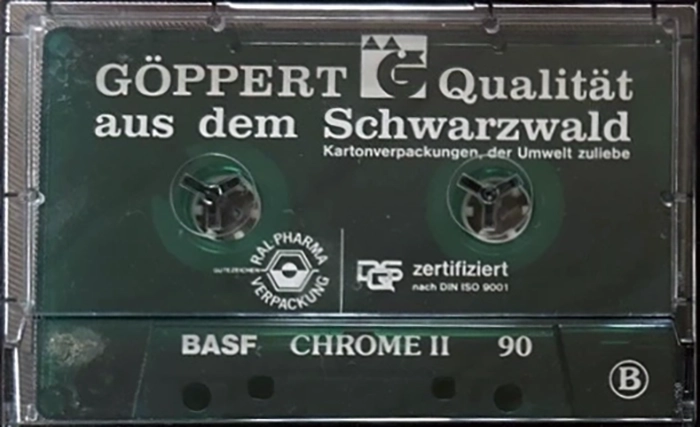 GÖPPERT G Qualität
aus dem Schwarzwald
Kartonverpackungen, der Umwelt zuliebe
RAL PHARMA
GÜTEZEICHEN
VERPACKUNG
DQS zertifiziert
nach DIN ISO 9001
BASF CHROME II 90
B